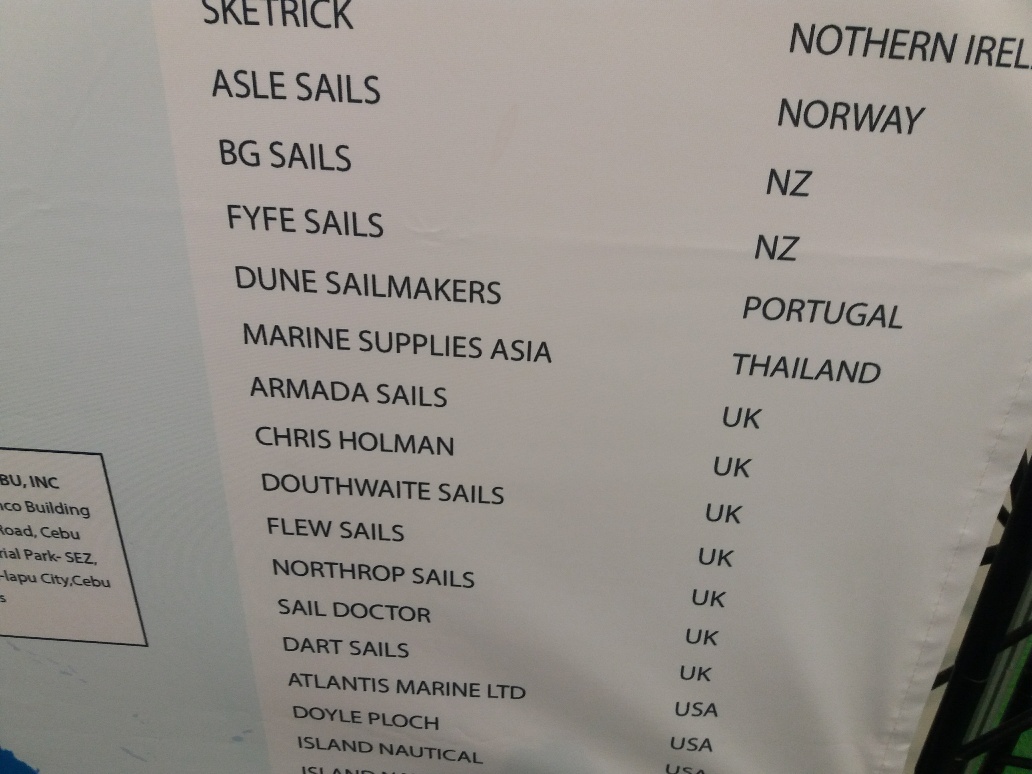 SKETRICK NOTHERN IREL
ASLE SAILS NORWAY
BG SAILS NZ
FYFE SAILS NZ
DUNE SAILMAKERS PORTUGAL
MARINE SUPPLIES ASIA THAILAND
ARMADA SAILS UK
CHRIS HOLMAN UK
DOUTHWAITE SAILS UK
FLEW SAILS UK
NORTHROP SAILS UK
SAIL DOCTOR UK
DART SAILS UK
ATLANTIS MARINE LTD USA
DOYLE PLOCH USA
ISLAND NAUTICAL USA
BU, INC
nco Building
Road, Cebu
rial Park- SEZ,
-lapu City,Cebu
s